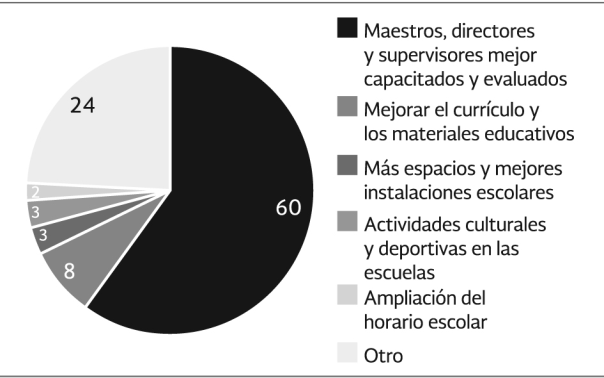 24
2
3
3
8
60
Maestros, directores
y supervisores mejor
capacitados y evaluados
Mejorar el currículo y
los materiales educativos
Más espacios y mejores
instalaciones escolares
Actividades culturales
y deportivas en las
escuelas
Ampliación del
horario escolar
Otro